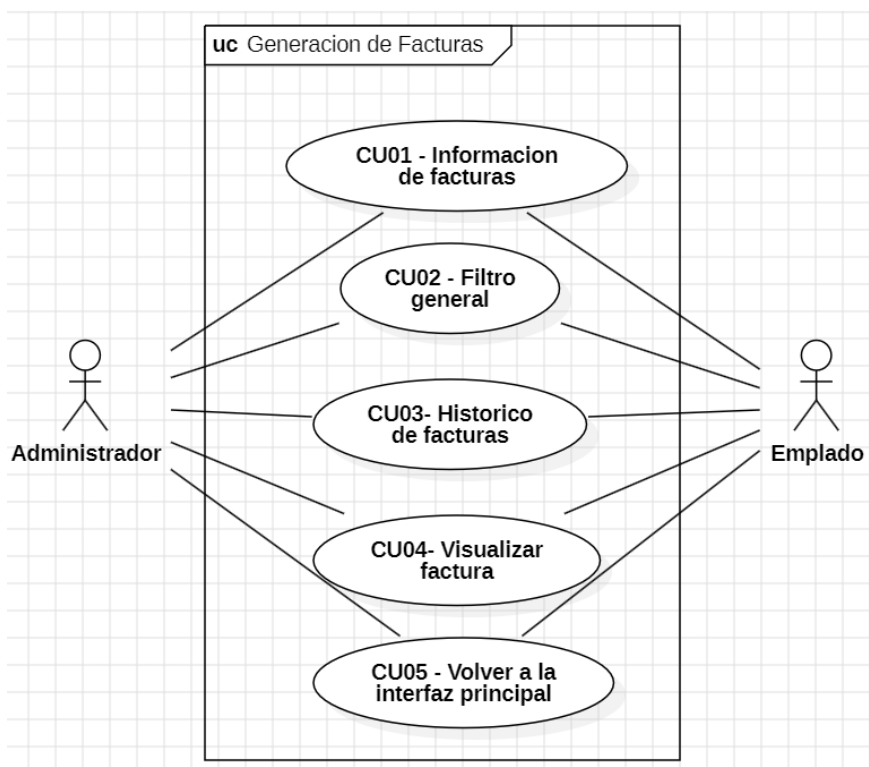 uc Generacion de Facturas
CU01 - Informacion
de facturas
CU02 - Filtro
general
CU03- Historico
de facturas
Administrador
Emplado
CU04- Visualizar
factura
CU05 - Volver a la
interfaz principal